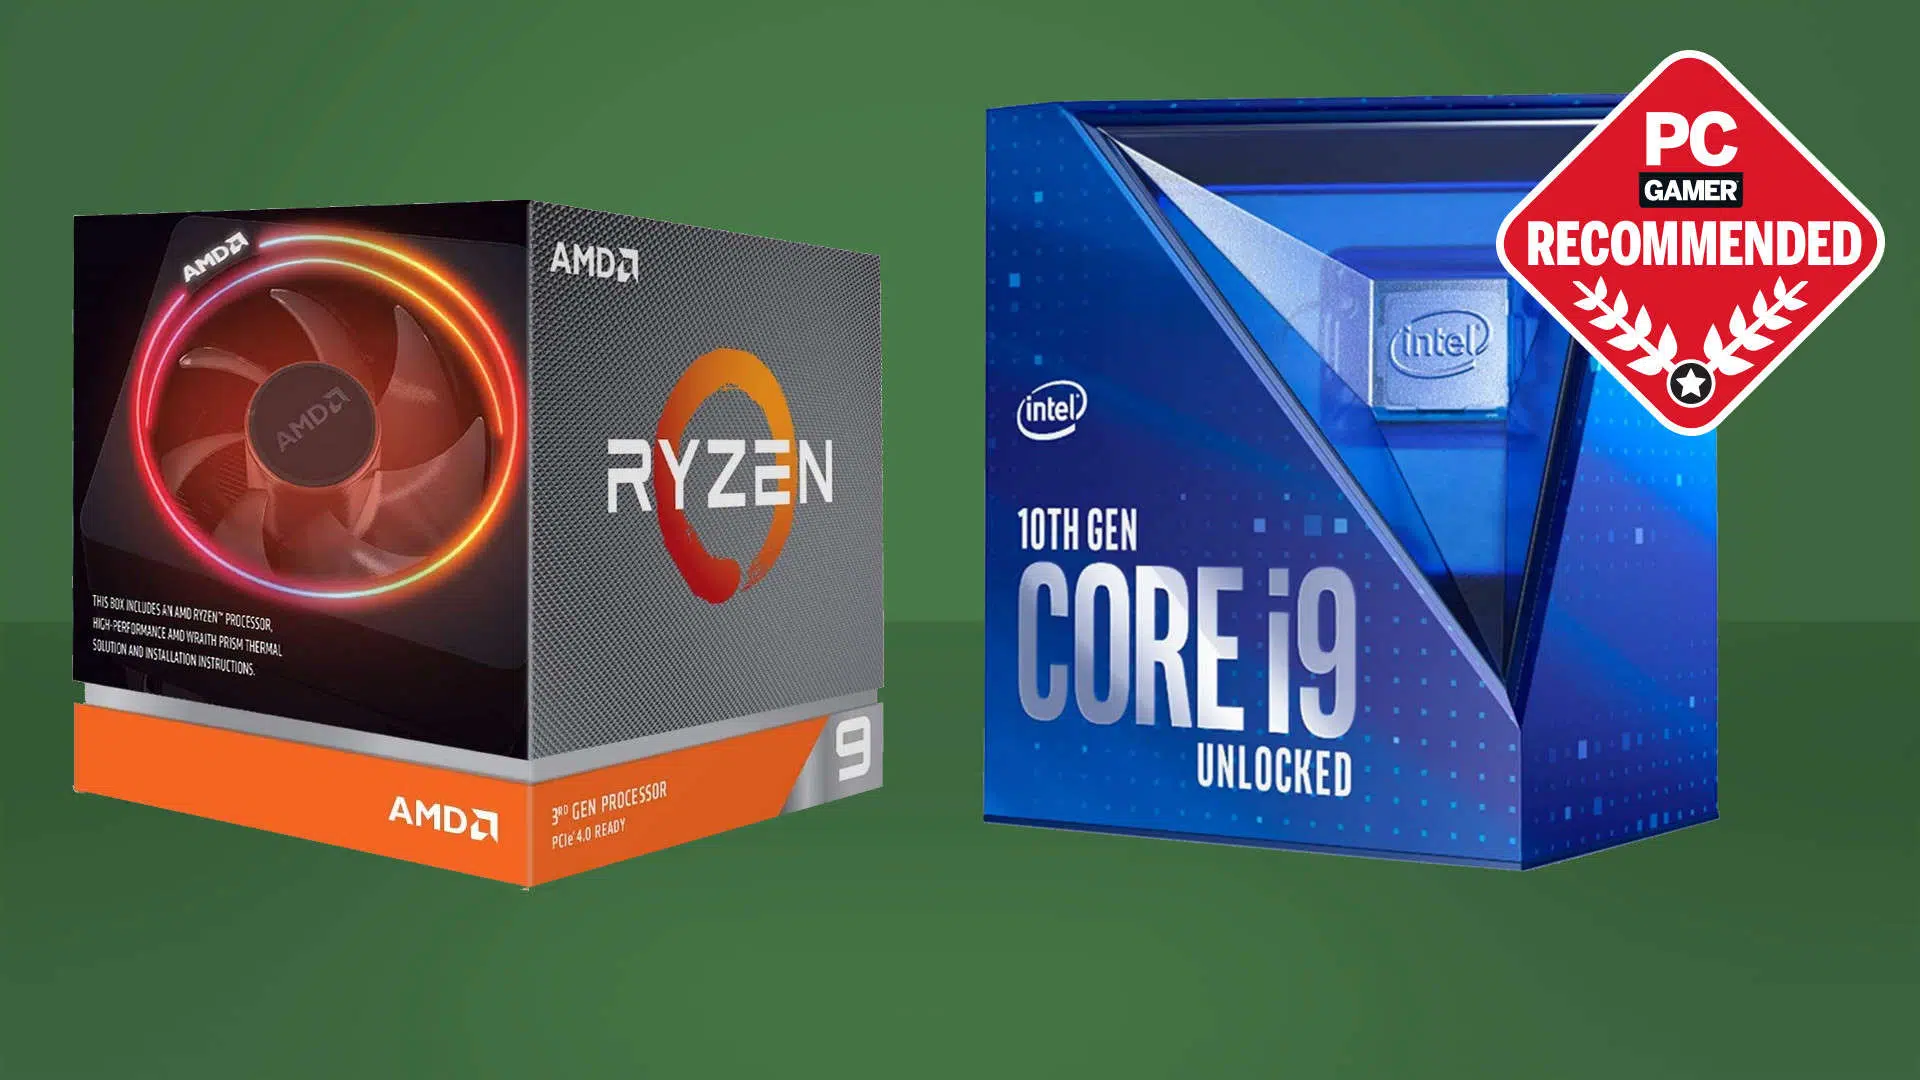 AMD
AMD
THIS BOX INCLUDES AN AMD RYZEN™ PROCESSOR,
HIGH-PERFORMANCE AMD WRAITH PRISM THERMAL
SOLUTION AND INSTALLATION INSTRUCTIONS.
AMD
AMD
RYZEN
9
3RD GEN PROCESSOR
PCIe® 4.0 READY
intel
intel
10TH GEN
CORE i9
UNLOCKED
PC
GAMER
RECOMMENDED